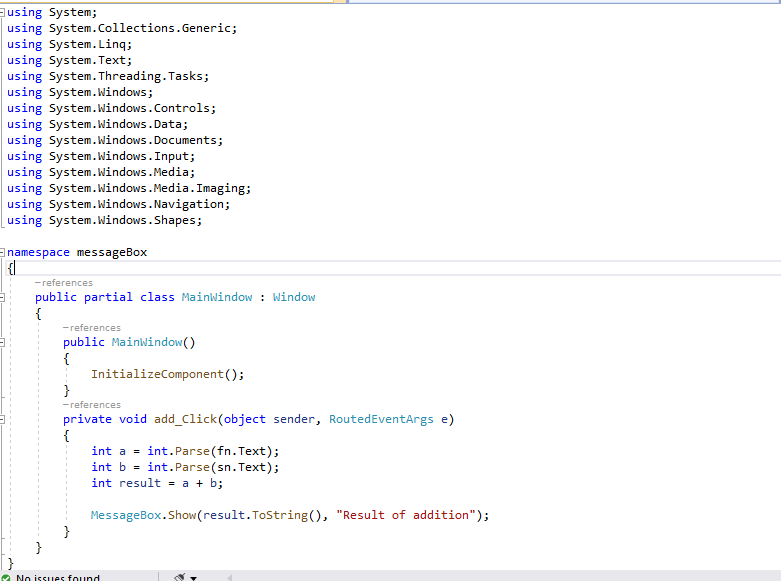 using System;
using System.Collections.Generic;
using System.Linq;
using System.Text;
using System.Threading.Tasks;
using System.Windows;
using System.Windows.Controls;
using System.Windows.Data;
using System.Windows.Documents;
using System.Windows.Input;
using System.Windows.Media;
using System.Windows.Media.Imaging;
using System.Windows.Navigation;
using System.Windows.Shapes;
namespace messageBox
{
–references
public partial class MainWindow : Window
{
–references
public MainWindow()
{
InitializeComponent();
}
–references
private void add_Click(object sender, RoutedEventArgs e)
{
int a = int.Parse(fn.Text);
int b = int.Parse(sn.Text);
int result = a + b;
MessageBox.Show(result.ToString(), "Result of addition");
}
}
}
No issues found